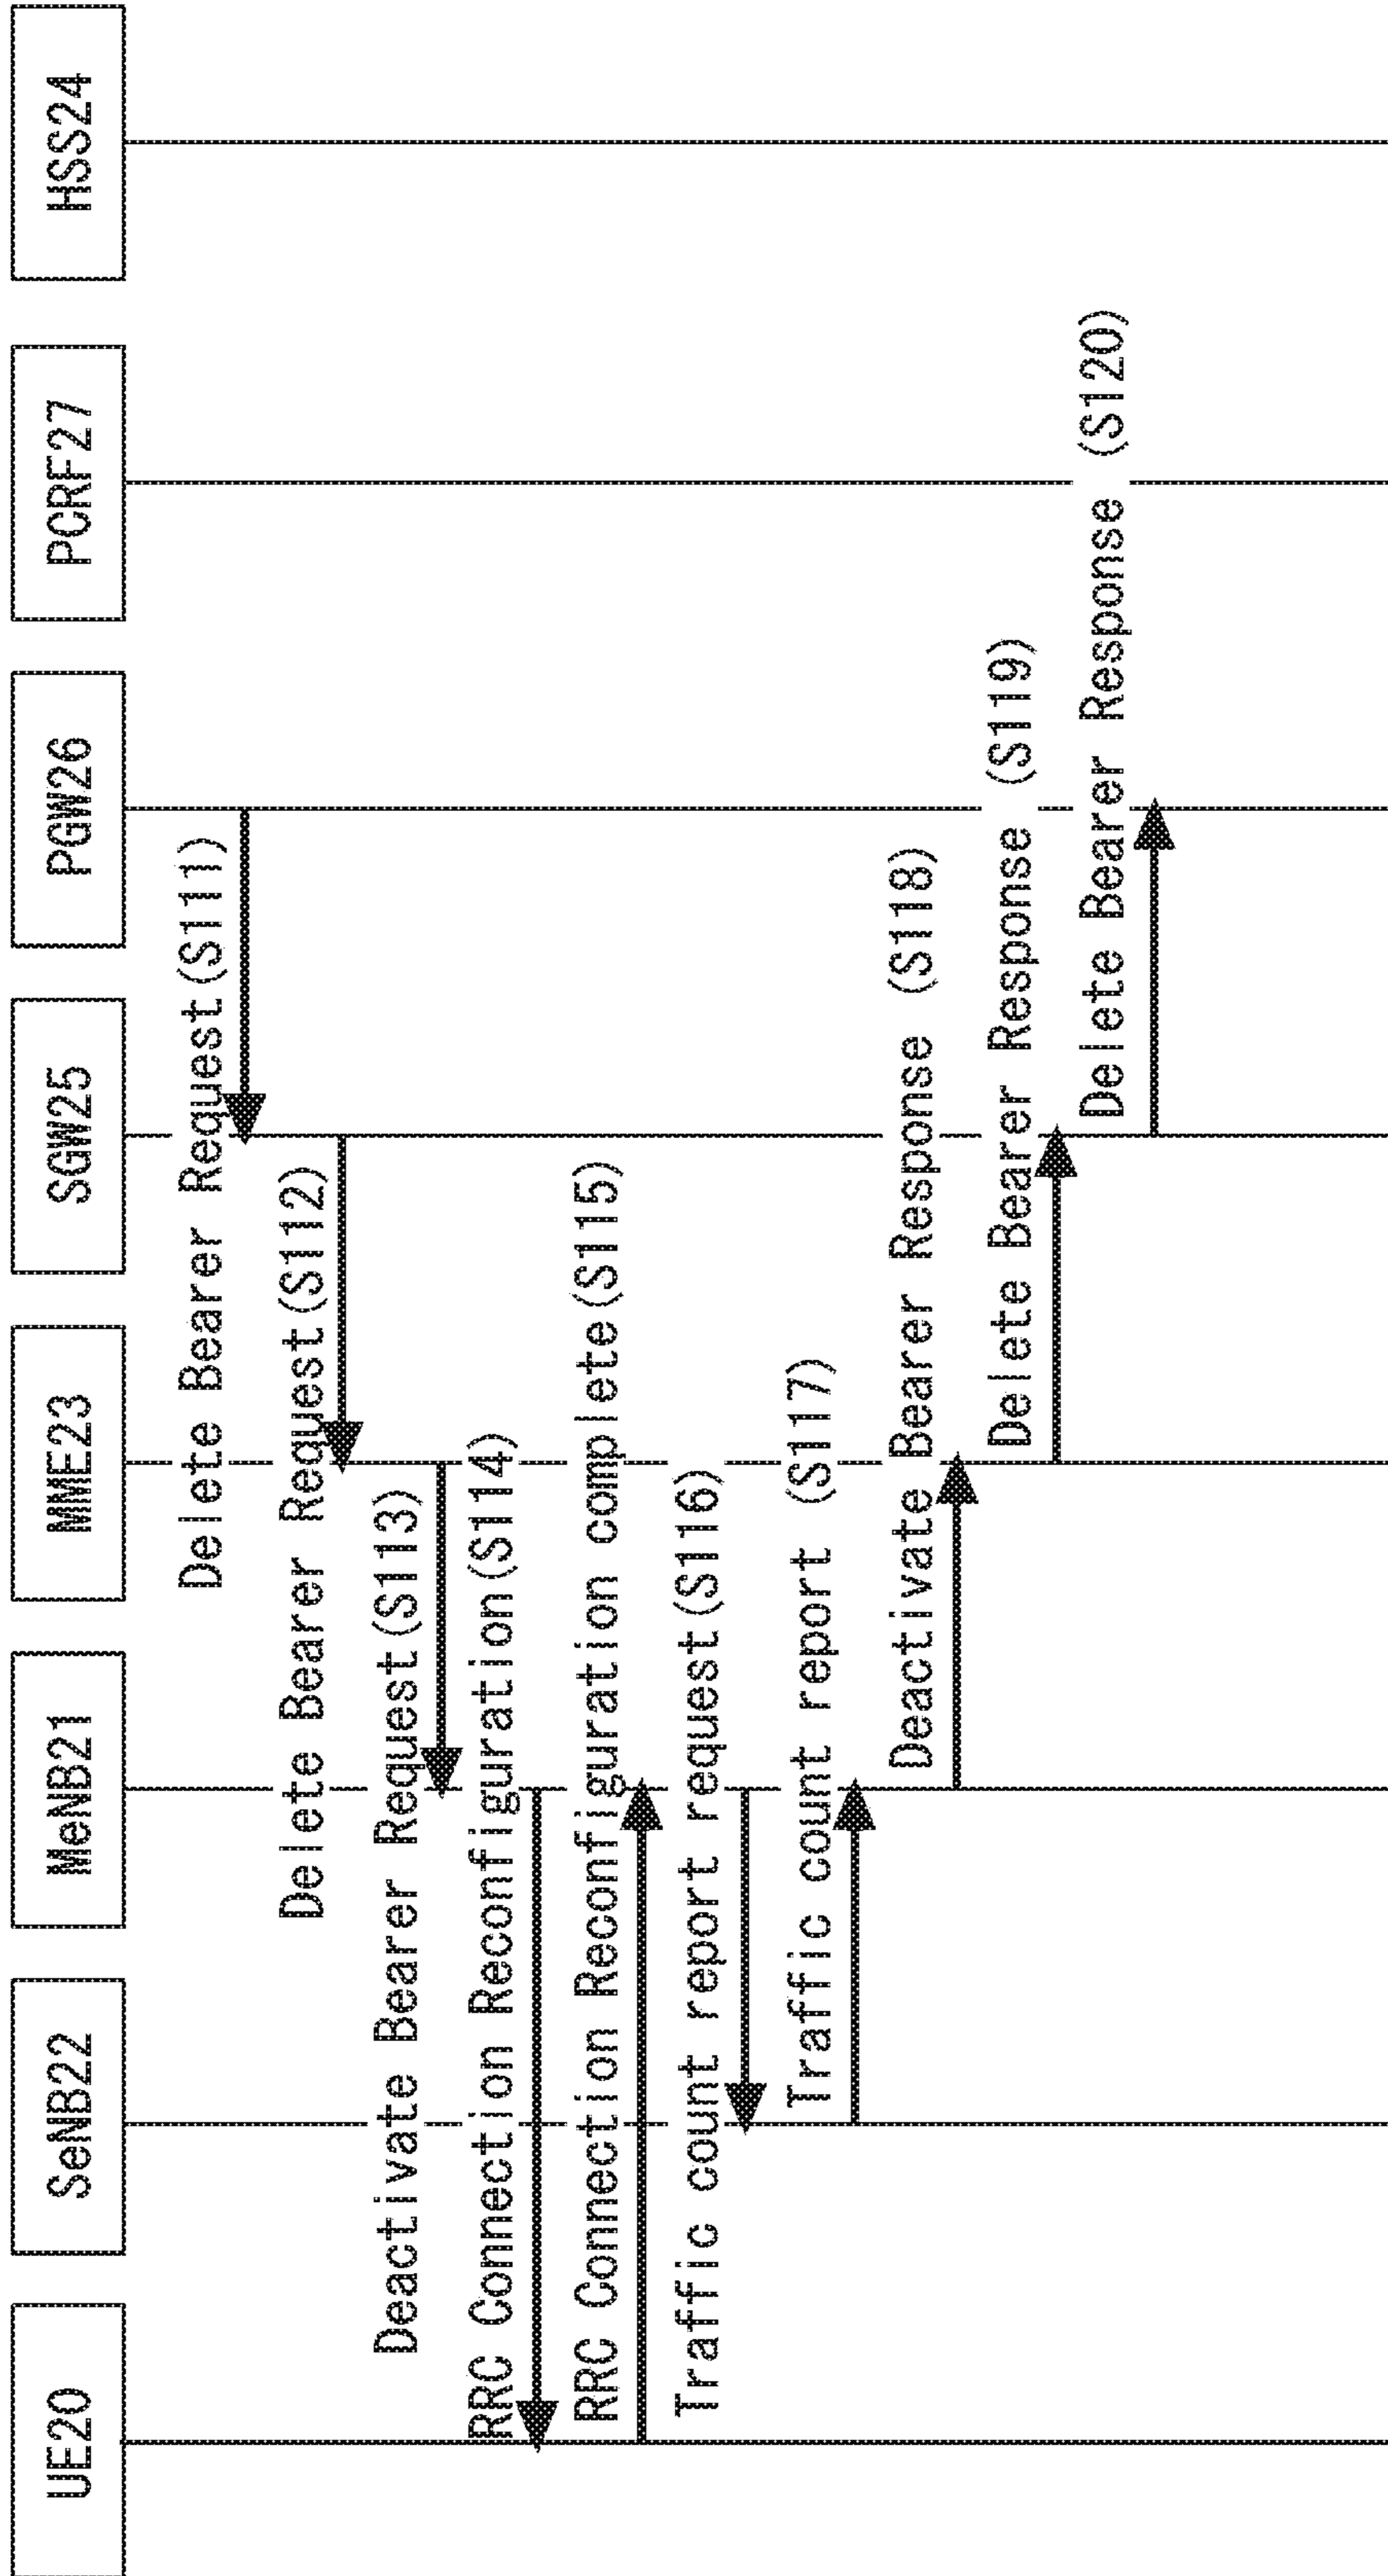 UE20
SeNB22
MeNB21
MME23
SGW25
PGW26
PCRF27
HSS24
Delete Bearer Request(S111)
Delete Bearer Request(S112)
Deactivate Bearer Request(S113)
RRC Connection Reconfiguration(S114)
RRC Connection Reconfiguration complete(S115)
Traffic count report request(S116)
Traffic count report (S117)
Deactivate Bearer Response (S118)
Delete Bearer Response (S119)
Delete Bearer Response (S120)